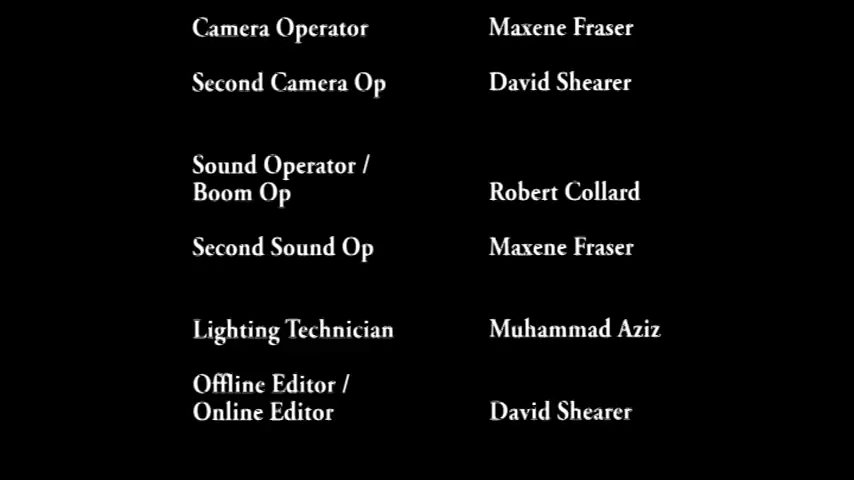 Camera Operator Maxene Fraser
Second Camera Op David Shearer
Sound Operator /
Boom Op Robert Collard
Second Sound Op Maxene Fraser
Lighting Technician Muhammad Aziz
Offline Editor /
Online Editor David Shearer